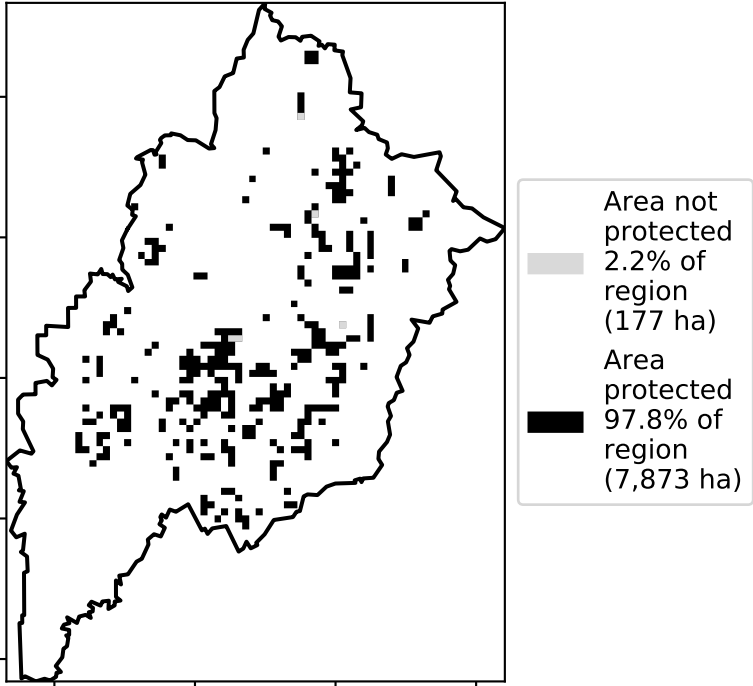 Area not
protected
2.2% of
region
(177 ha)
Area
protected
97.8% of
region
(7,873 ha)